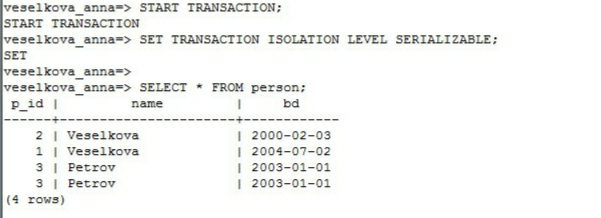 veselkova_anna=> START TRANSACTION;
START TRANSACTION
veselkova_anna=> SET TRANSACTION ISOLATION LEVEL SERIALIZABLE;
SET
veselkova_anna=>
veselkova_anna=> SELECT * FROM person;
 p_id |         name          |     bd
------+-----------------------+------------
    2 | Veselkova             | 2000-02-03
    1 | Veselkova             | 2004-07-02
    3 | Petrov                | 2003-01-01
    3 | Petrov                | 2003-01-01
(4 rows)